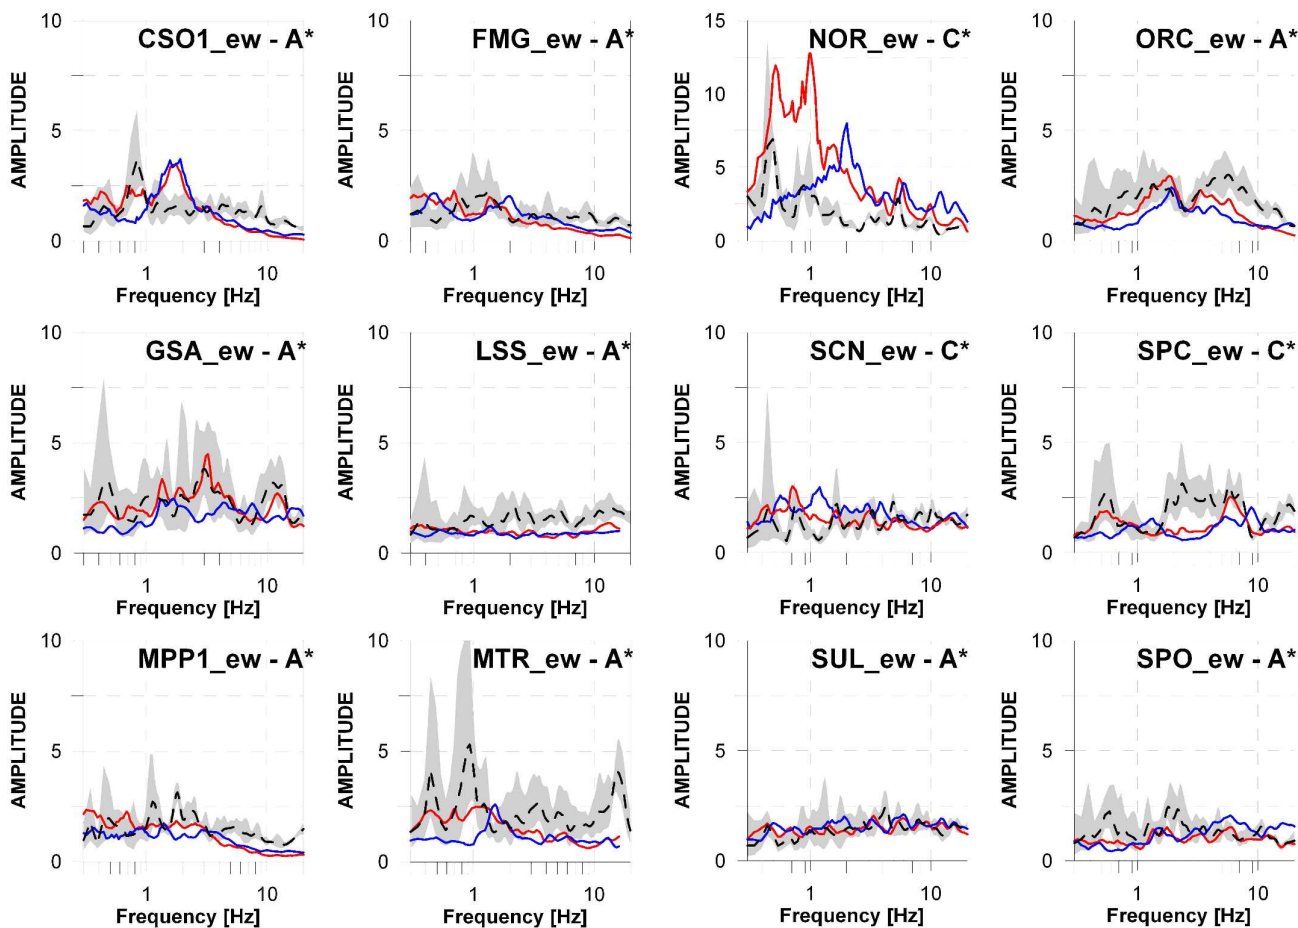 CSO1_ew - A*
AMPLITUDE
10
5
0
1
10
Frequency [Hz]
FMG_ew - A*
AMPLITUDE
10
5
0
1
10
Frequency [Hz]
NOR_ew - C*
AMPLITUDE
15
10
5
0
1
10
Frequency [Hz]
ORC_ew - A*
AMPLITUDE
10
5
0
1
10
Frequency [Hz]
GSA_ew - A*
AMPLITUDE
10
5
0
1
10
Frequency [Hz]
LSS_ew - A*
AMPLITUDE
10
5
0
1
10
Frequency [Hz]
SCN_ew - C*
AMPLITUDE
10
5
0
1
10
Frequency [Hz]
SPC_ew - C*
AMPLITUDE
10
5
0
1
10
Frequency [Hz]
MPP1_ew - A*
AMPLITUDE
10
5
0
1
10
Frequency [Hz]
MTR_ew - A*
AMPLITUDE
10
5
0
1
10
Frequency [Hz]
SUL_ew - A*
AMPLITUDE
10
5
0
1
10
Frequency [Hz]
SPO_ew - A*
AMPLITUDE
10
5
0
1
10
Frequency [Hz]